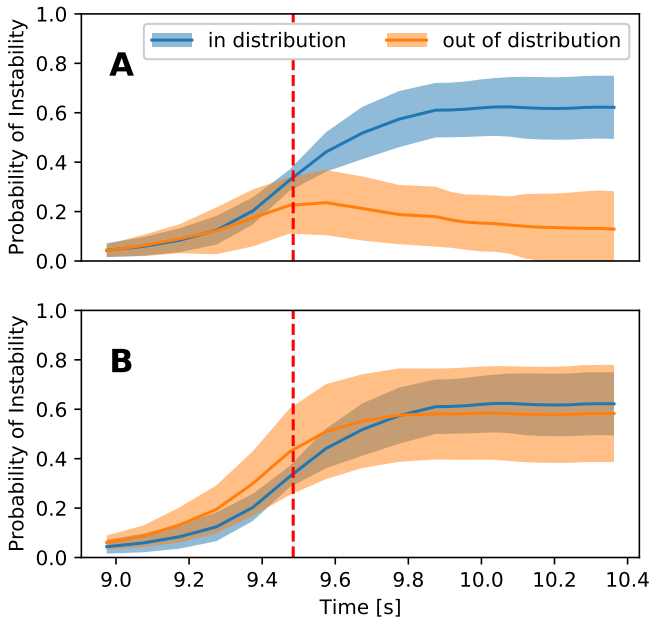 in distribution
out of distribution
A
Probability of Instability
1.0
0.8
0.6
0.4
0.2
0.0
B
Probability of Instability
1.0
0.8
0.6
0.4
0.2
0.0
9.0 9.2 9.4 9.6 9.8 10.0 10.2 10.4
Time [s]